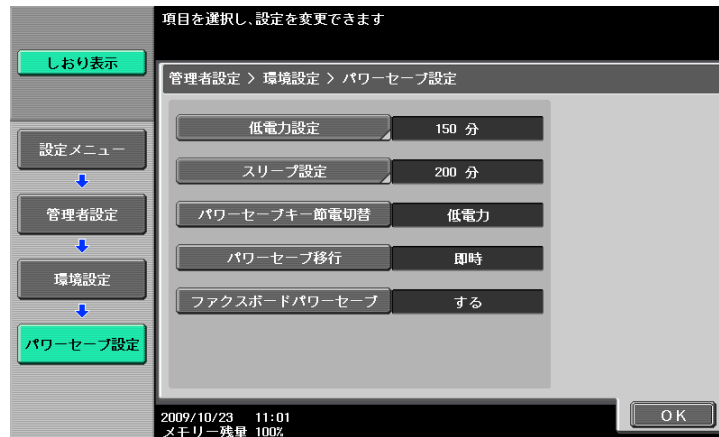 項目を選択し､設定を変更できます
しおり表示
管理者設定 > 環境設定 > パワーセーブ設定
設定メニュー
管理者設定
環境設定
パワーセーブ設定
低電力設定 150 分
スリープ設定 200 分
パワーセーブキー節電切替 低電力
パワーセーブ移行 即時
ファクスボードパワーセーブ する
2009/10/23 11:01
メモリー残量 100%
OK